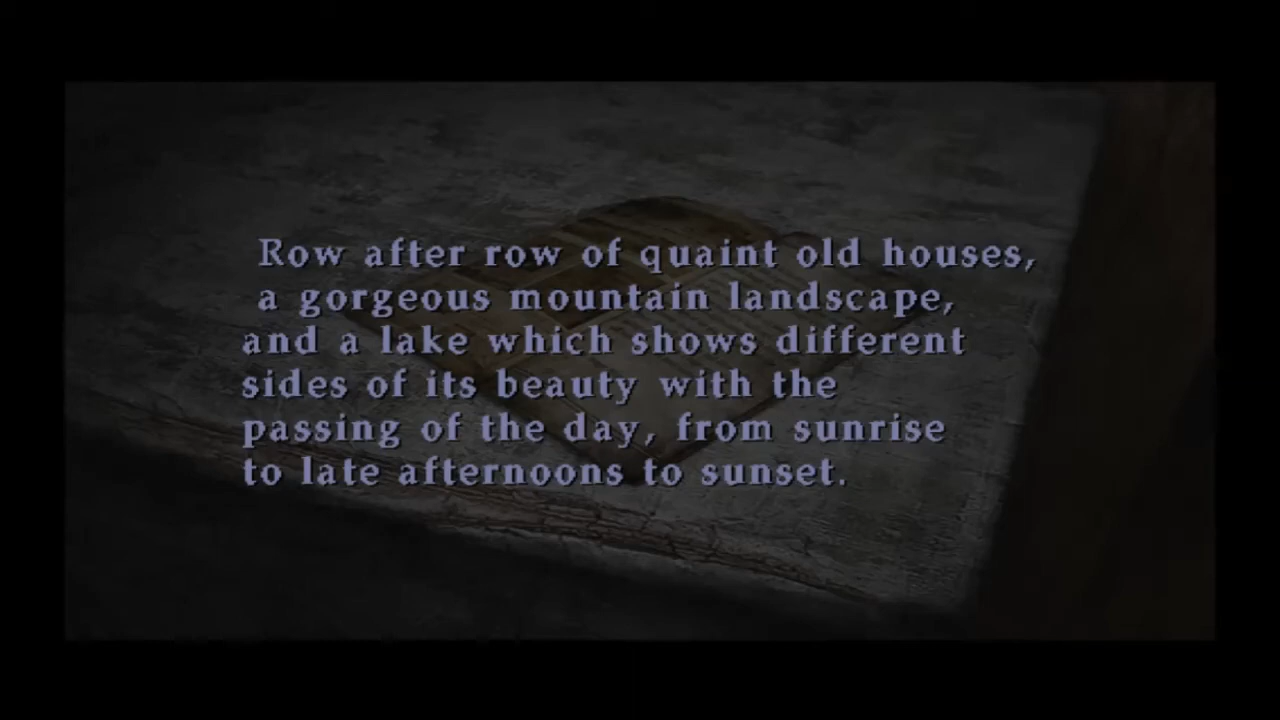 Row after row of quaint old houses,
a gorgeous mountain landscape,
and a lake which shows different
sides of its beauty with the
passing of the day, from sunrise
to late afternoons to sunset.